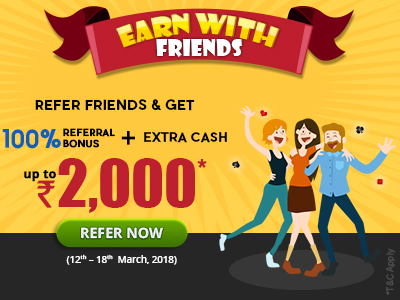 EARN WITH
FRIENDS
REFER FRIENDS & GET
100% REFERRAL BONUS + EXTRA CASH
up to ₹2,000*
REFER NOW
(12th – 18th March, 2018)
*T&C Apply